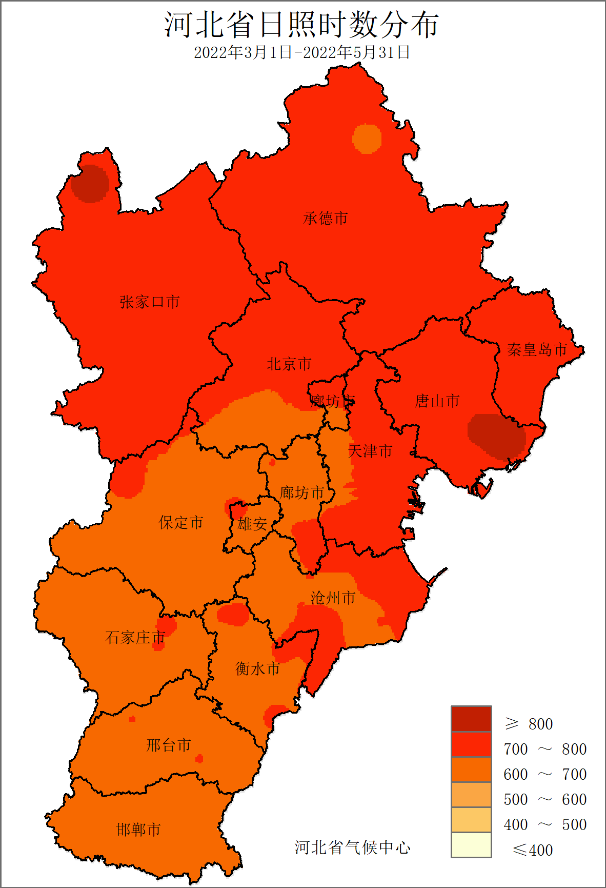 河北省日照时数分布
2022年3月1日-2022年5月31日
承德市
张家口市
秦皇岛市
北京市
廊坊市
唐山市
天津市
廊坊市
保定市
雄安
沧州市
石家庄市
衡水市
邢台市
邯郸市
≥ 800
700 ～ 800
600 ～ 700
500 ～ 600
400 ～ 500
≤400
河北省气候中心